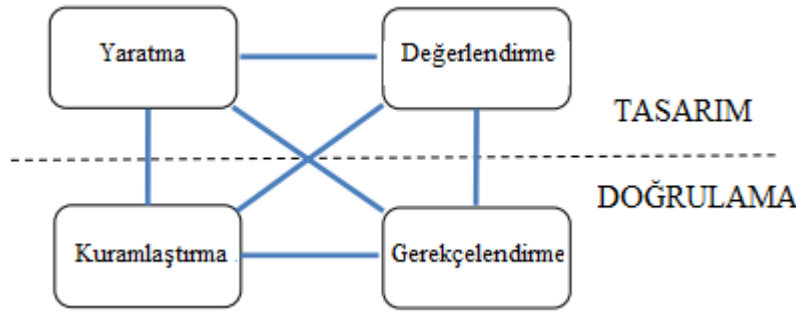 Yaratma
Değerlendirme
TASARIM
DOĞRULAMA
Kuramlaştırma
Gerekçelendirme